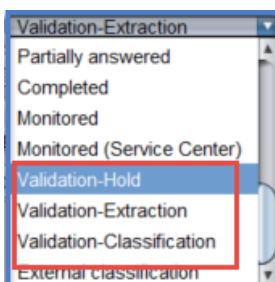 Validation-Extraction
Partially answered
Completed
Monitored
Monitored (Service Center)
Validation-Hold
Validation-Extraction
Validation-Classification
External classification